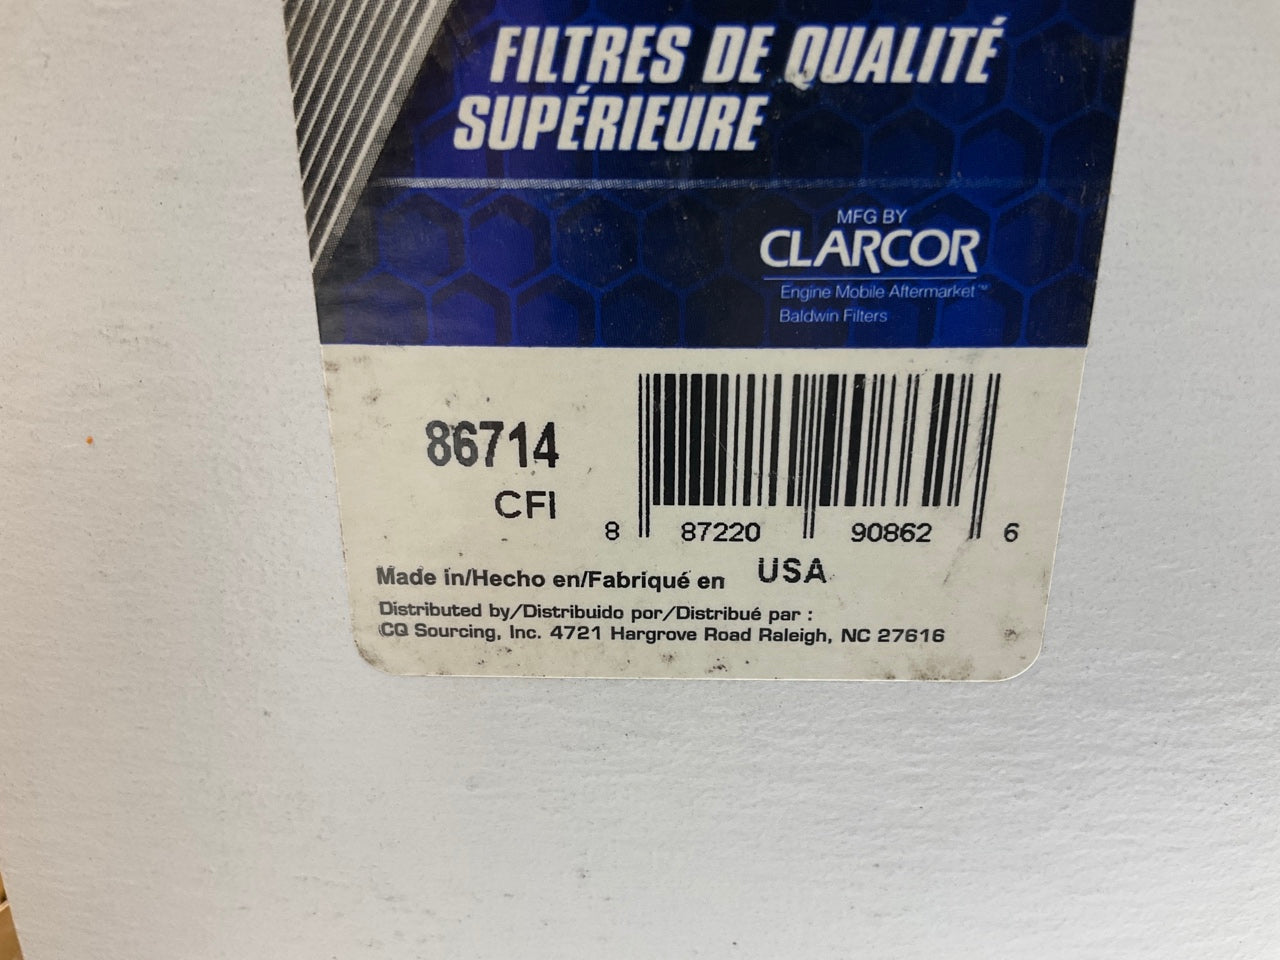 FILTRES DE QUALITÉ
SUPÉRIEURE
MFG BY
CLARCOR
Engine Mobile Aftermarket™
Baldwin Filters
86714
CFI
8 87220 90862 6
Made in/Hecho en/Fabriqué en USA
Distributed by/Distribuido por/Distribué par :
CQ Sourcing, Inc. 4721 Hargrove Road Raleigh, NC 27616